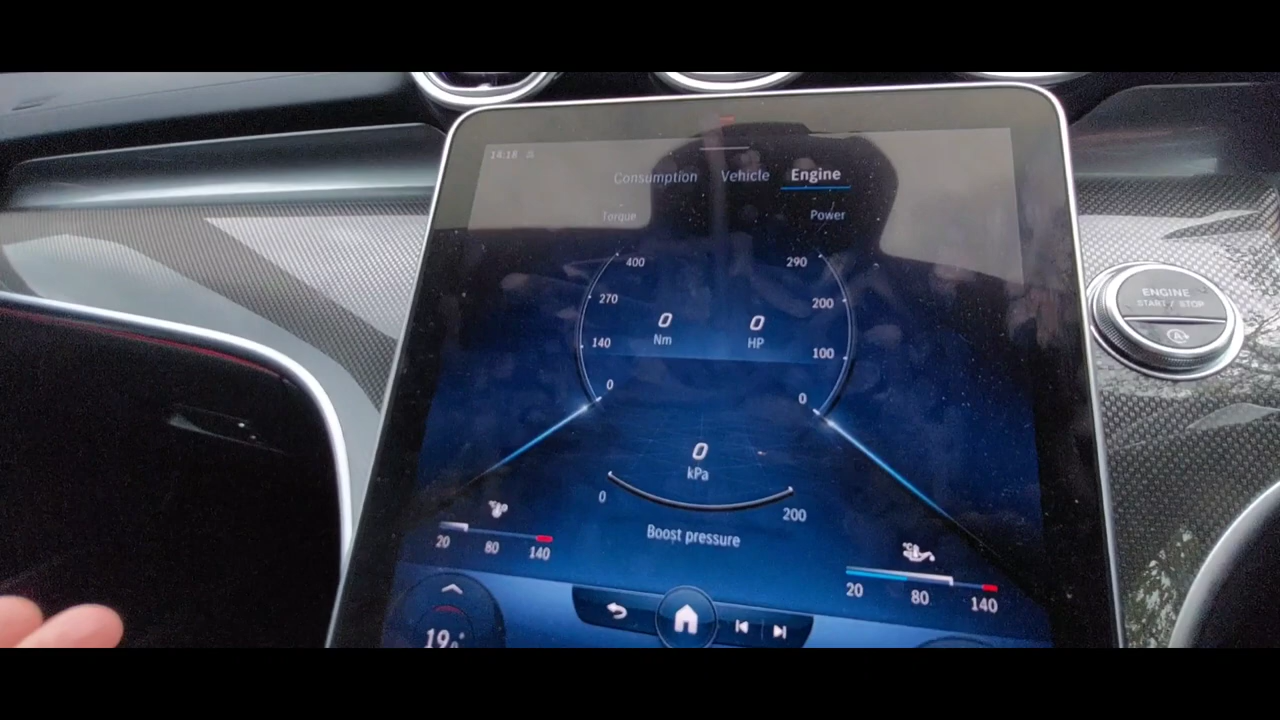 14:18
Consumption Vehicle Engine
Torque Power
400 290
270 200
0 0
Nm HP
140 100
0 0
0
kPa
0 200
Boost pressure
°C °C
20 80 140 20 80 140
19.0
ENGINE
START / STOP
A